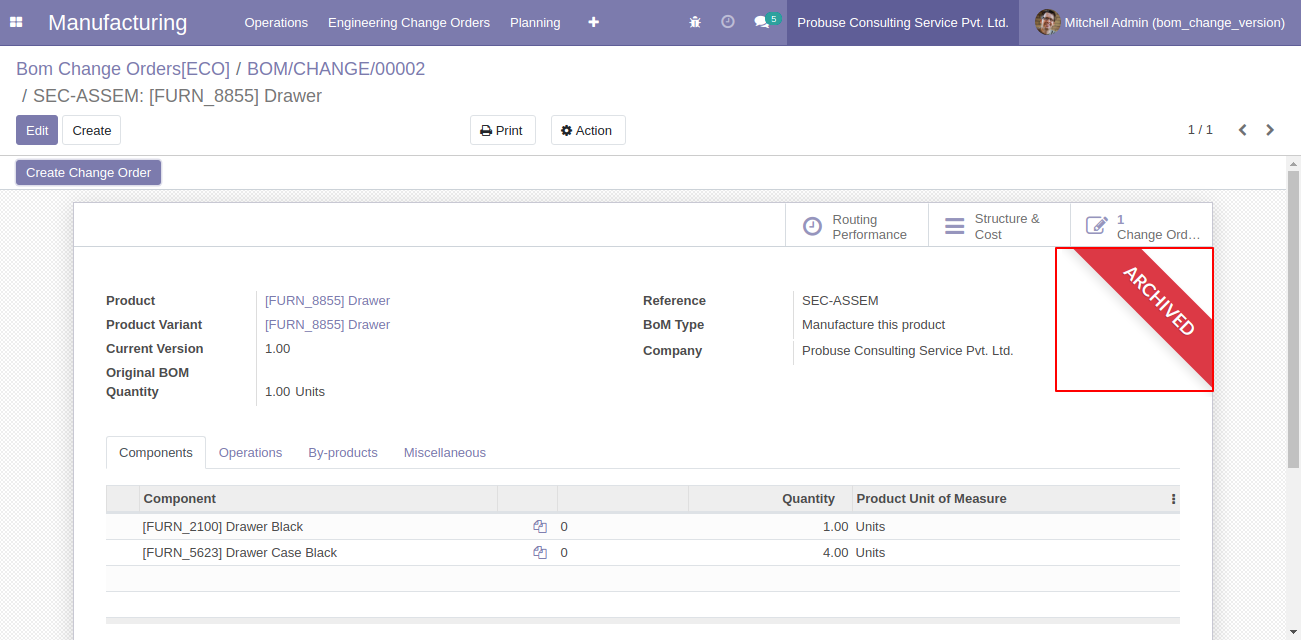 Manufacturing Operations Engineering Change Orders Planning 5 Probuse Consulting Service Pvt. Ltd. Mitchell Admin (bom_change_version)
Bom Change Orders[ECO] / BOM/CHANGE/00002
/ SEC-ASSEM: [FURN_8855] Drawer
Edit Create Print Action 1 / 1
Create Change Order
Routing Performance
Structure & Cost
1 Change Ord…
ARCHIVED
Product [FURN_8855] Drawer
Product Variant [FURN_8855] Drawer
Current Version 1.00
Original BOM
Quantity 1.00 Units
Reference SEC-ASSEM
BoM Type Manufacture this product
Company Probuse Consulting Service Pvt. Ltd.
Components Operations By-products Miscellaneous
Component Quantity Product Unit of Measure
[FURN_2100] Drawer Black 0 1.00 Units
[FURN_5623] Drawer Case Black 0 4.00 Units